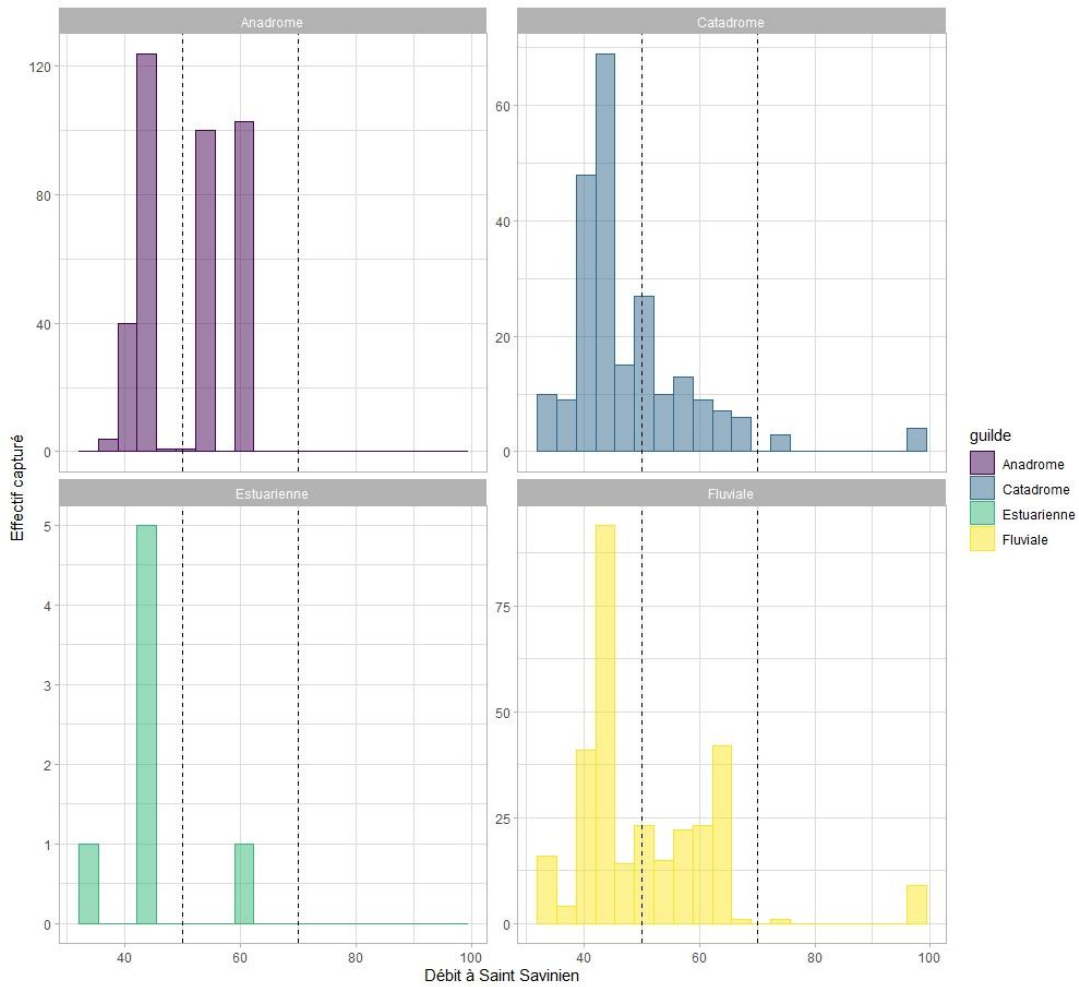 Anadrome
Catadrome
120
80
40
0
60
40
20
0
Estuarienne
Fluviale
5
4
3
2
1
0
75
50
25
0
40 60 80 100
40 60 80 100
Effectif capturé
Débit à Saint Savinien
guilde
Anadrome
Catadrome
Estuarienne
Fluviale